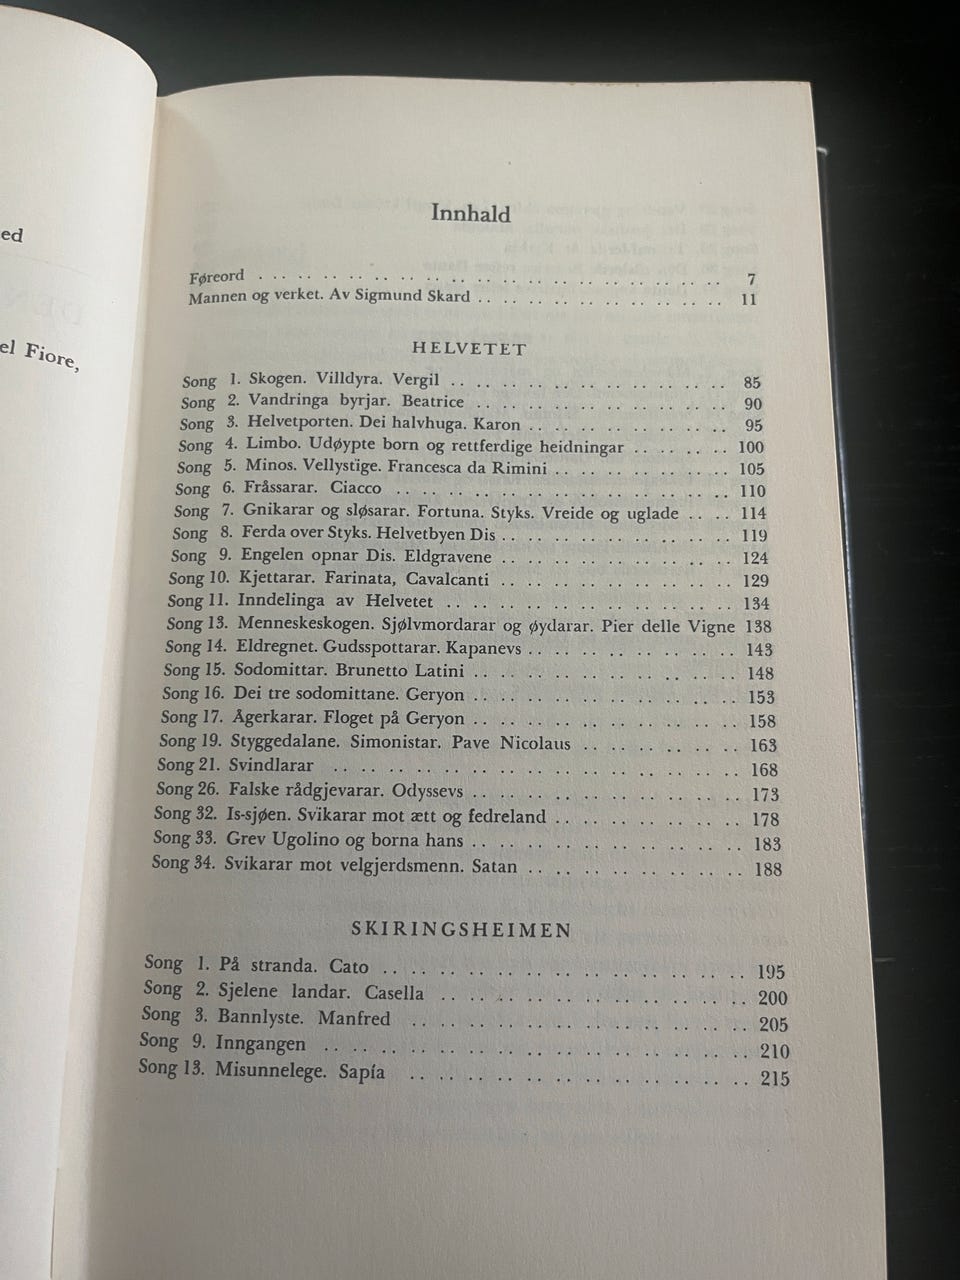 ed
el Fiore,
Innhald
Føreord . . . . . . . . . . . . . . . . . . . . . . . . 7
Mannen og verket. Av Sigmund Skard . . . . . . . . . . . . . 11
HELVETET
Song 1. Skogen. Villdyra. Vergil . . . . . . . . . . . . . . . 85
Song 2. Vandringa byrjar. Beatrice . . . . . . . . . . . . . . 90
Song 3. Helvetporten. Dei halvhuga. Karon . . . . . . . . . . . 95
Song 4. Limbo. Udøypte born og rettferdige heidningar . . . . . . 100
Song 5. Minos. Vellystige. Francesca da Rimini . . . . . . . . . 105
Song 6. Fråssarar. Ciacco . . . . . . . . . . . . . . . . . . 110
Song 7. Gnikarar og sløsarar. Fortuna. Styks. Vreide og uglade . . . . 114
Song 8. Ferda over Styks. Helvetbyen Dis . . . . . . . . . . . . 119
Song 9. Engelen opnar Dis. Eldgravene . . . . . . . . . . . . 124
Song 10. Kjettarar. Farinata, Cavalcanti . . . . . . . . . . . . 129
Song 11. Inndelinga av Helvetet . . . . . . . . . . . . . . . 134
Song 13. Menneskeskogen. Sjølvmordarar og øydarar. Pier delle Vigne 138
Song 14. Eldregnet. Gudsspottarar. Kapanevs . . . . . . . . . . . 143
Song 15. Sodomittar. Brunetto Latini . . . . . . . . . . . . . 148
Song 16. Dei tre sodomittane. Geryon . . . . . . . . . . . . . 153
Song 17. Ågerkarar. Floget på Geryon . . . . . . . . . . . . . 158
Song 19. Styggedalane. Simonistar. Pave Nicolaus . . . . . . . . 163
Song 21. Svindlarar . . . . . . . . . . . . . . . . . . . . 168
Song 26. Falske rådgjevarar. Odyssevs . . . . . . . . . . . . . 173
Song 32. Is-sjøen. Svikarar mot ætt og fedreland . . . . . . . . . 178
Song 33. Grev Ugolino og borna hans . . . . . . . . . . . . . 183
Song 34. Svikarar mot velgjerdsmenn. Satan . . . . . . . . . . . 188
SKIRINGSHEIMEN
Song 1. På stranda. Cato . . . . . . . . . . . . . . . . . 195
Song 2. Sjelene landar. Casella . . . . . . . . . . . . . . . 200
Song 3. Bannlyste. Manfred . . . . . . . . . . . . . . . . 205
Song 9. Inngangen . . . . . . . . . . . . . . . . . . . . 210
Song 13. Misunnelege. Sapía . . . . . . . . . . . . . . . . 215